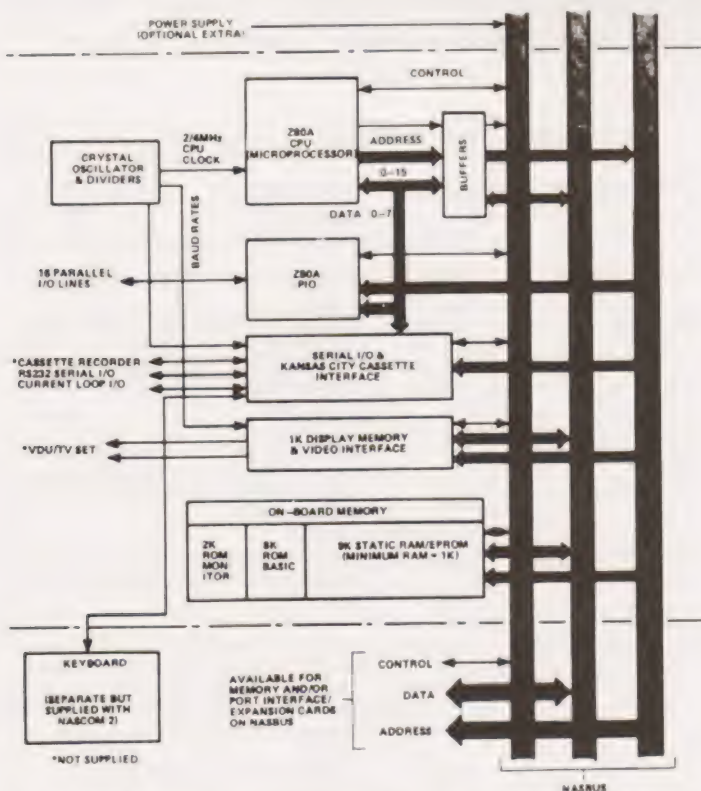 POWER SUPPLY
(OPTIONAL EXTRA)
CONTROL
2/4MHz
CPU
CLOCK
Z80A
CPU
(MICROPROCESSOR)
ADDRESS
0–15
BUFFERS
CRYSTAL
OSCILLATOR
& DIVIDERS
BAUD RATES
DATA 0–7
16 PARALLEL
I/O LINES
Z80A
PIO
*CASSETTE RECORDER
RS232 SERIAL I/O
CURRENT LOOP I/O
SERIAL I/O &
KANSAS CITY CASSETTE
INTERFACE
*VDU/TV SET
1K DISPLAY MEMORY
& VIDEO INTERFACE
ON–BOARD MEMORY
2K
ROM
MON
ITOR
8K
ROM
BASIC
9K STATIC RAM/EPROM
(MINIMUM RAM = 1K)
KEYBOARD
(SEPARATE BUT
SUPPLIED WITH
NASCOM 2)
*NOT SUPPLIED
AVAILABLE FOR
MEMORY AND/OR
PORT INTERFACE/
EXPANSION CARDS
ON NASBUS
CONTROL
DATA
ADDRESS
NASBUS